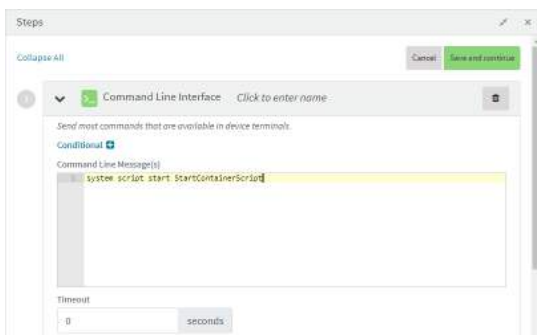 Steps
Collapse All
Cancel
Save and continue
1
Command Line Interface Click to enter name
Send most commands that are available in device terminals.
Conditional
Command Line Message(s)
1 system script start StartContainerScript
Timeout
0 seconds